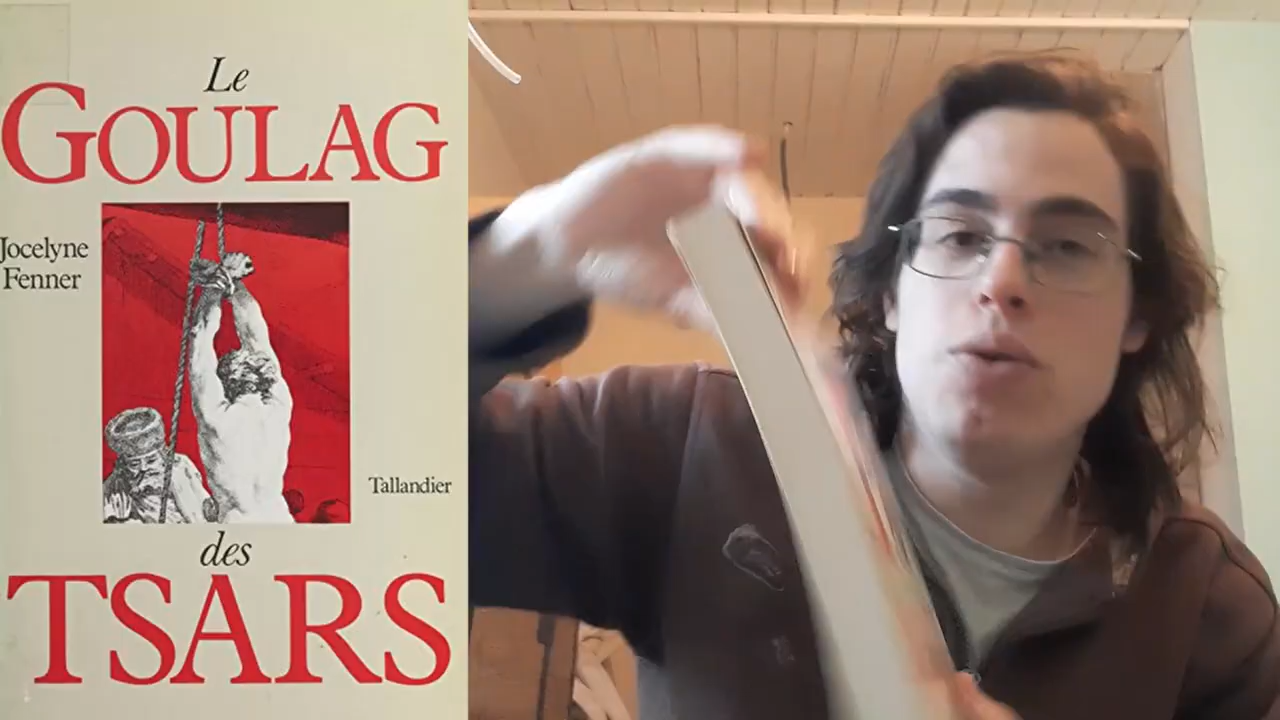 Le
GOULAG
Jocelyne
Fenner
Tallandier
des
TSARS